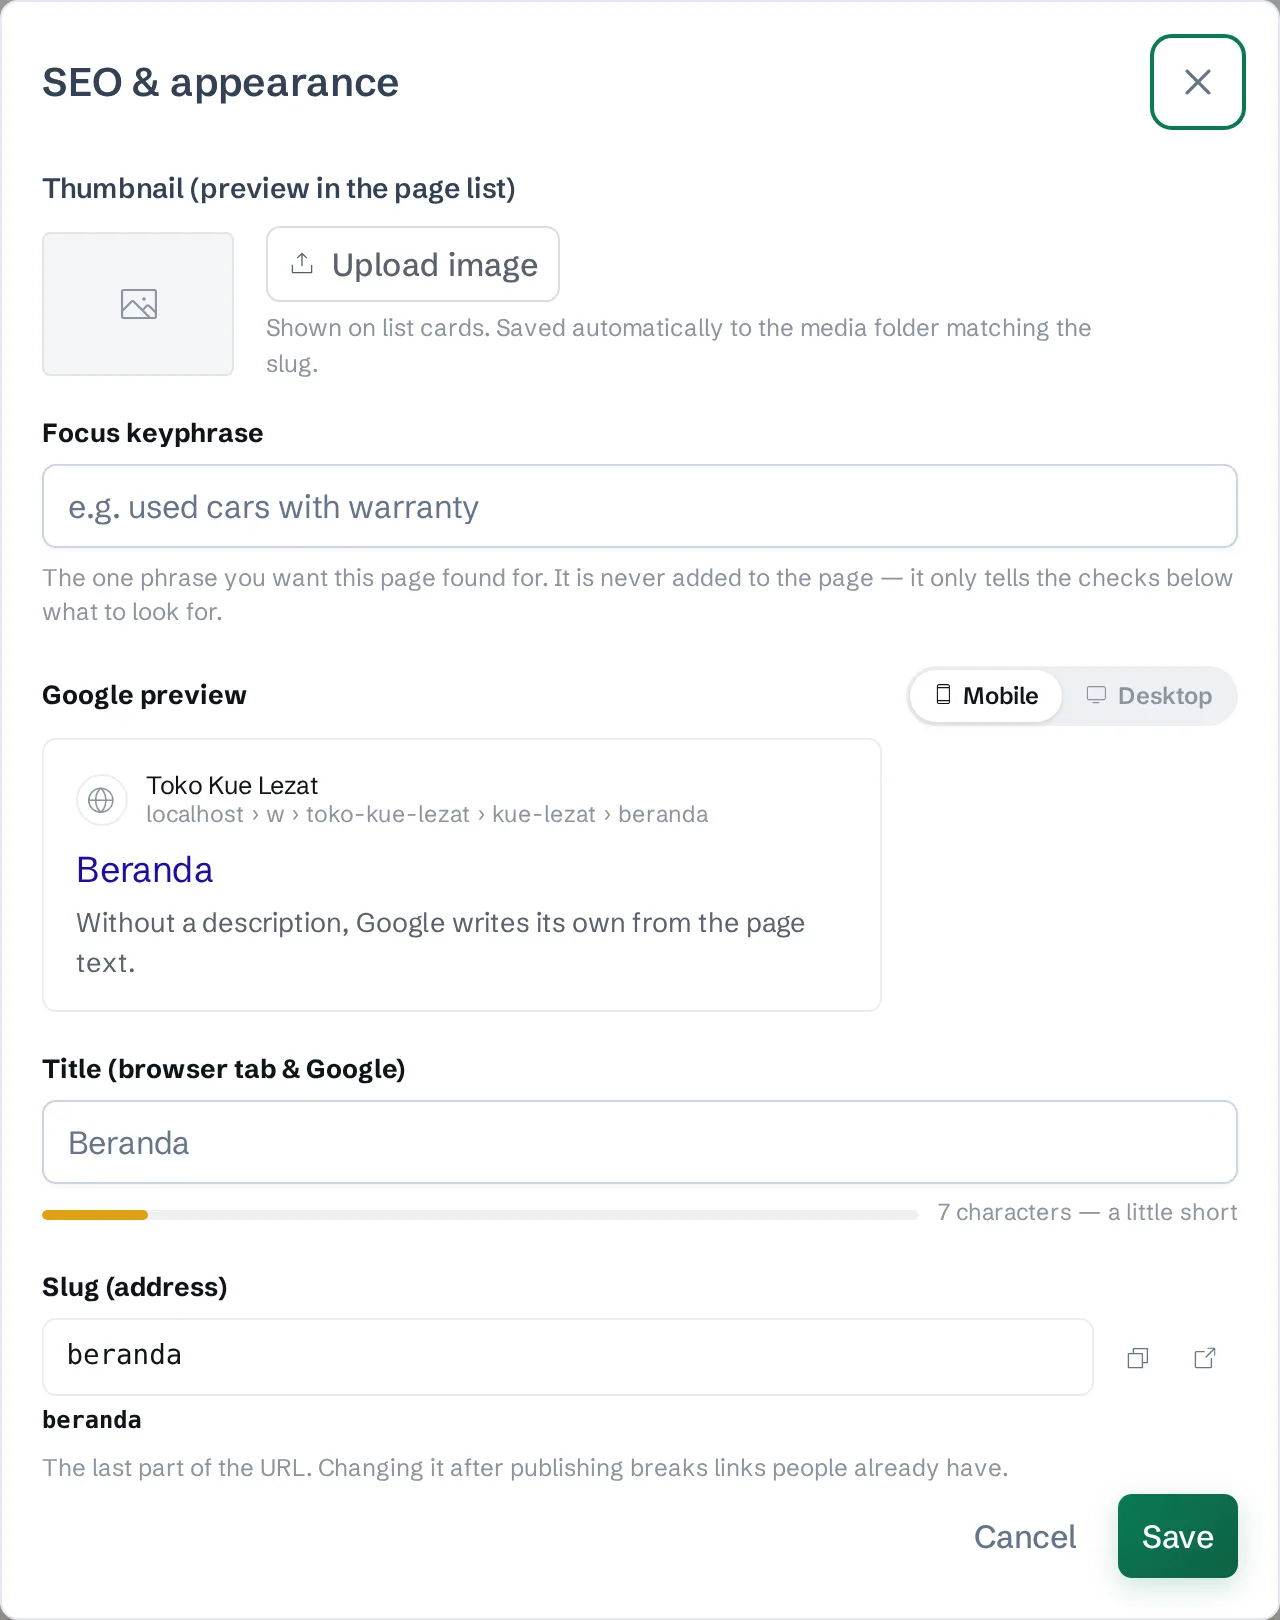 SEO & appearance
Thumbnail (preview in the page list)
Upload image
Shown on list cards. Saved automatically to the media folder matching the
slug.
Focus keyphrase
e.g. used cars with warranty
The one phrase you want this page found for. It is never added to the page — it only tells the checks below
what to look for.
Google preview
Mobile
Desktop
Toko Kue Lezat
localhost › w › toko-kue-lezat › kue-lezat › beranda
Beranda
Without a description, Google writes its own from the page
text.
Title (browser tab & Google)
Beranda
7 characters — a little short
Slug (address)
beranda
beranda
The last part of the URL. Changing it after publishing breaks links people already have.
Cancel
Save